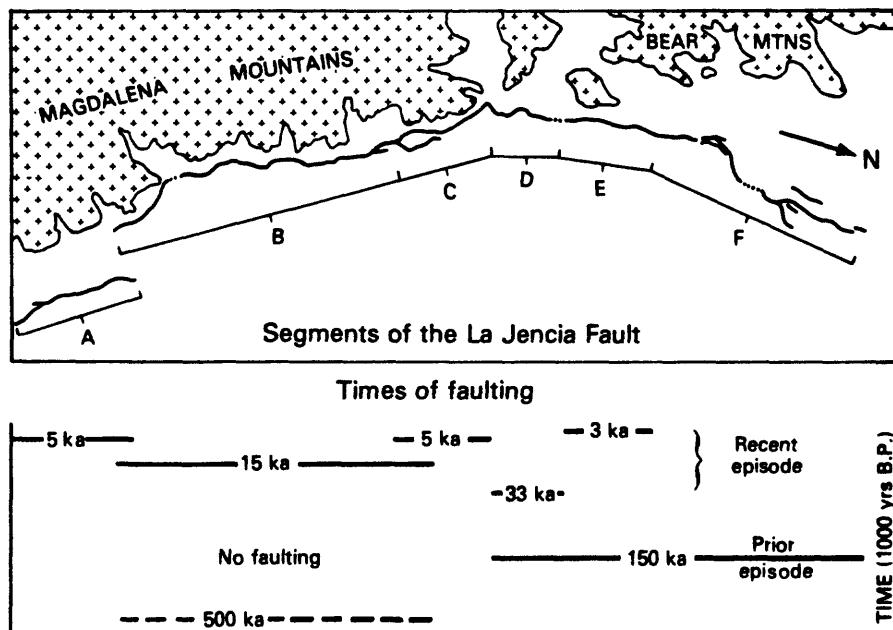 MAGDALENA MOUNTAINS
BEAR MTNS
N
A
B
C
D
E
F
Segments of the La Jencia Fault
Times of faulting
5 ka
5 ka
3 ka
15 ka
33 ka
Recent
episode
No faulting
150 ka
Prior
episode
500 ka
TIME (1000 yrs B.P.)